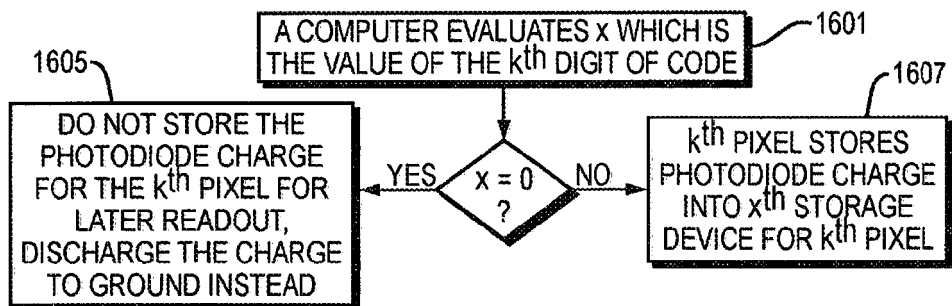 A COMPUTER EVALUATES x WHICH IS
THE VALUE OF THE kth DIGIT OF CODE
1601
1605
DO NOT STORE THE
PHOTODIODE CHARGE
FOR THE kth PIXEL FOR
LATER READOUT,
DISCHARGE THE CHARGE
TO GROUND INSTEAD
YES
x = 0
?
NO
1607
kth PIXEL STORES
PHOTODIODE CHARGE
INTO xth STORAGE
DEVICE FOR kth PIXEL